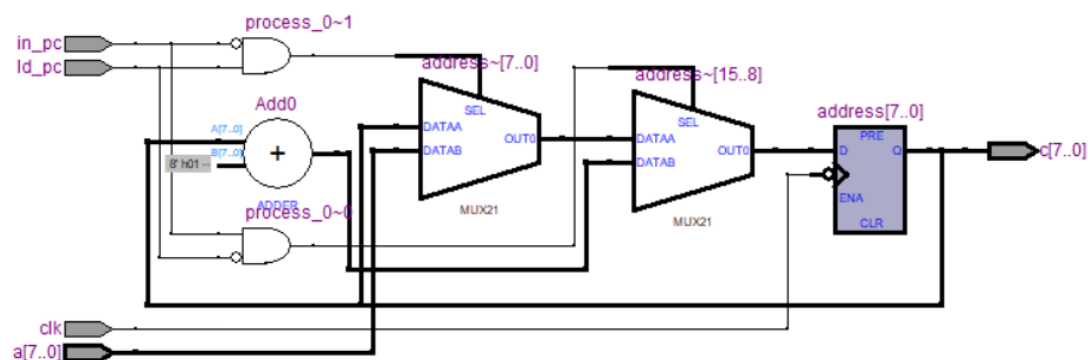 process_0~1
in_pc
ld_pc
address~[7..0]
address~[15..8]
SEL
SEL
Add0
address[7..0]
A[7..0]
B[7..0]
8' h01 --
+
ADDER
DATAA
DATAB
OUT0
MUX21
DATAA
DATAB
OUT0
MUX21
PRE
D
Q
ENA
CLR
c[7..0]
process_0~0
clk
a[7..0]